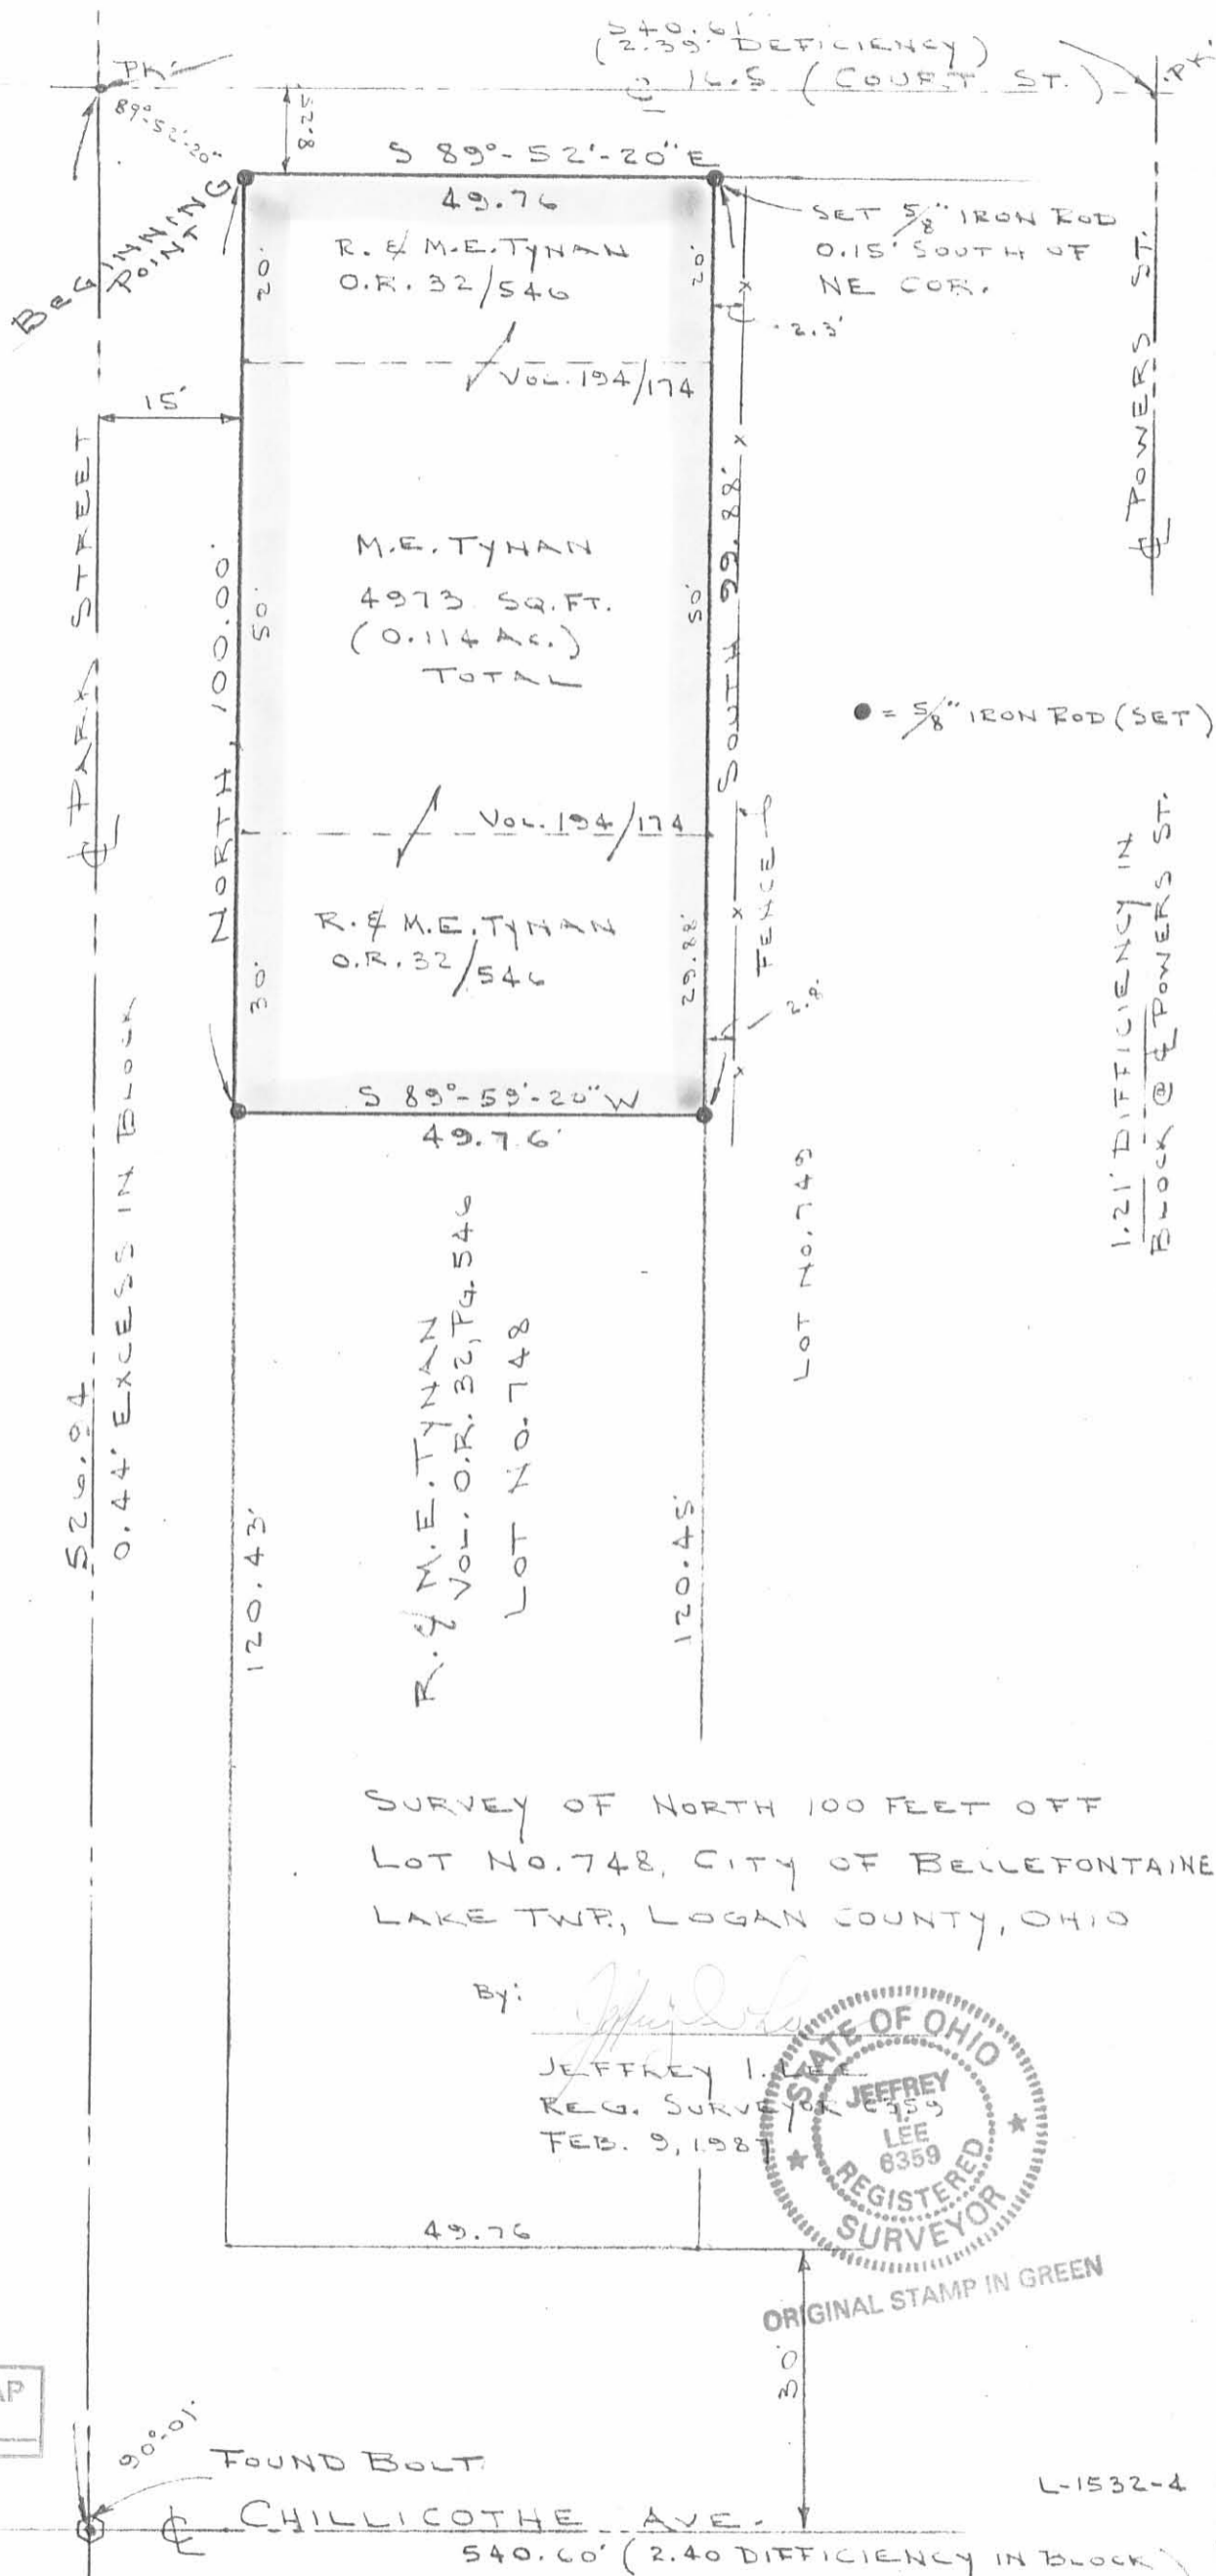 540.61'
(2.39' DEFICIENCY)
℄ 16.5 (COURT ST.)
PK
PK
89°-52'-20"
8.25
S 89°-52'-20" E
49.76
BEGINNING
POINT
SET 5/8" IRON ROD
0.15' SOUTH OF
NE COR.
R. & M.E. TYNAN
O.R. 32/546
20'
20'
2.3'
VOL. 194/174
15'
℄ PARK STREET
℄ POWERS ST.
NORTH 100.00'
50'
M.E. TYNAN
4973 SQ.FT.
(0.114 AC.)
TOTAL
50'
SOUTH 99.88'
● = 5/8" IRON ROD (SET)
VOL. 194/174
R. & M.E. TYNAN
O.R. 32/546
30'
29.88'
FENCE
2.8'
S 89°-59'-20" W
49.76'
1.21' DIFFICIENCY IN
BLOCK @ ℄ POWERS ST.
0.44' EXCESS IN BLOCK
R. & M.E. TYNAN
VOL. O.R. 32, PG. 546
LOT NO. 748
LOT NO. 749
120.43'
120.45'
SURVEY OF NORTH 100 FEET OFF
LOT NO. 748, CITY OF BELLEFONTAINE
LAKE TWP., LOGAN COUNTY, OHIO
By:
JEFFREY I. LEE
REG. SURVEYOR 6359
FEB. 9, 1987
STATE OF OHIO
JEFFREY
I.
LEE
6359
REGISTERED
SURVEYOR
ORIGINAL STAMP IN GREEN
49.76
30'
AP
90°-01'
FOUND BOLT
L-1532-4
℄ CHILLICOTHE AVE.
540.60' (2.40 DIFFICIENCY IN BLOCK)